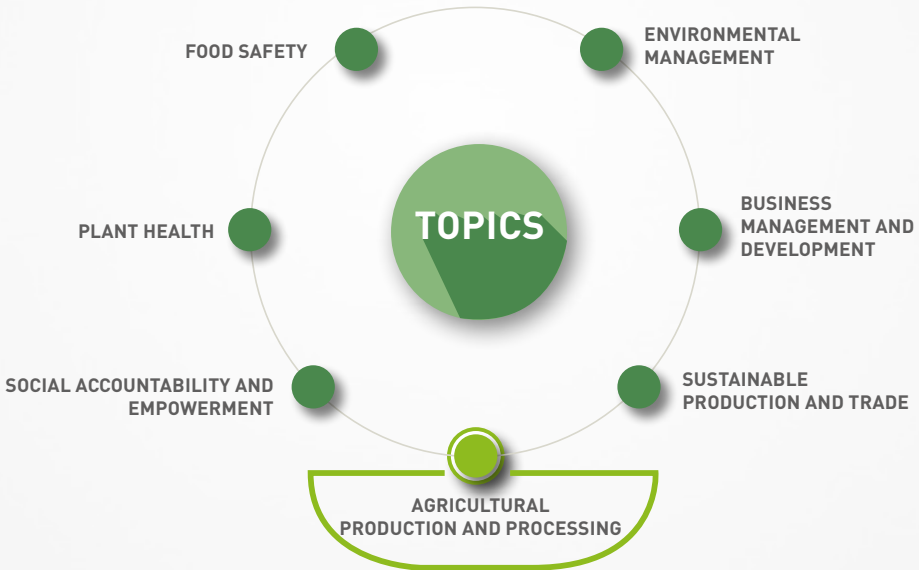 FOOD SAFETY
ENVIRONMENTAL
MANAGEMENT
TOPICS
PLANT HEALTH
BUSINESS
MANAGEMENT AND
DEVELOPMENT
SOCIAL ACCOUNTABILITY AND
EMPOWERMENT
SUSTAINABLE
PRODUCTION AND TRADE
AGRICULTURAL
PRODUCTION AND PROCESSING